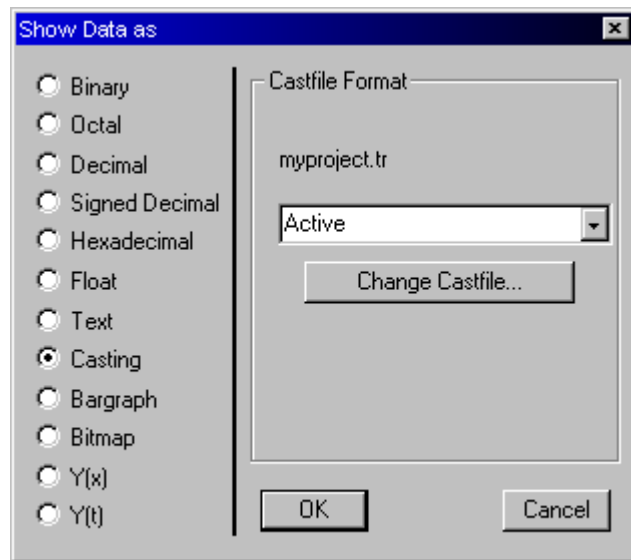 Show Data as
Binary
Octal
Decimal
Signed Decimal
Hexadecimal
Float
Text
Casting
Bargraph
Bitmap
Y(x)
Y(t)
Castfile Format
myproject.tr
Active
Change Castfile...
OK
Cancel